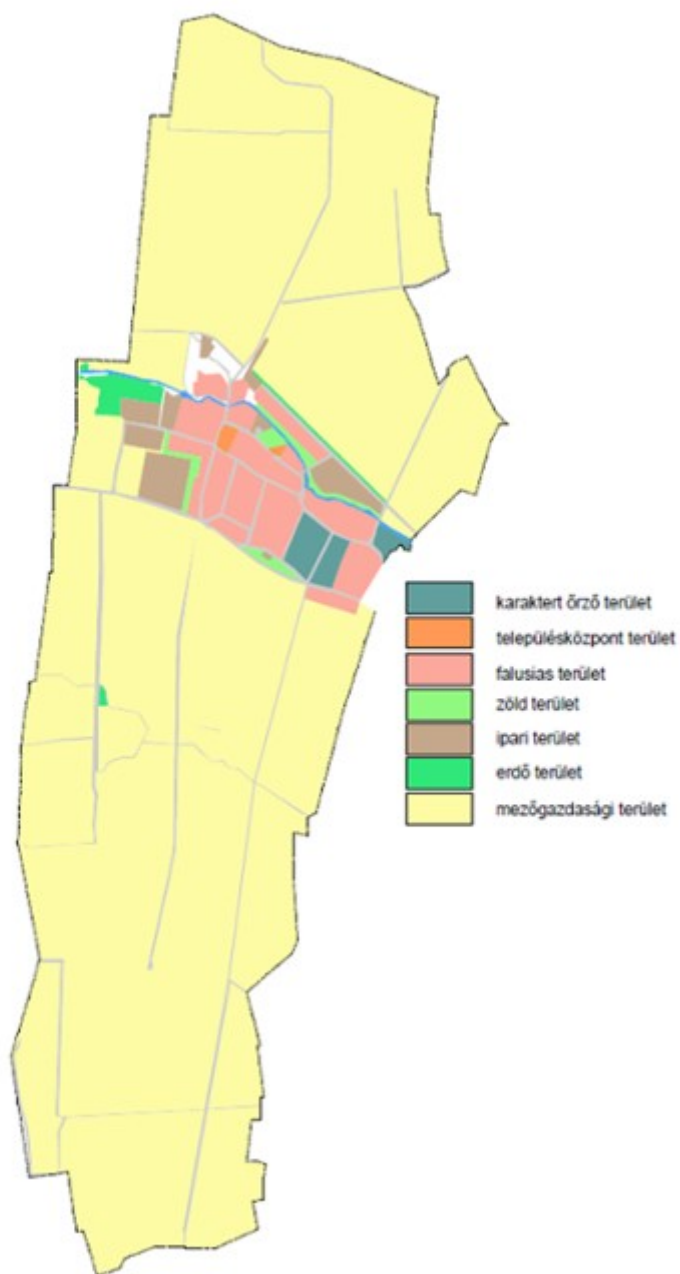 karaktert őrző terület
településközpont terület
falusias terület
zöld terület
ipari terület
erdő terület
mezőgazdasági terület